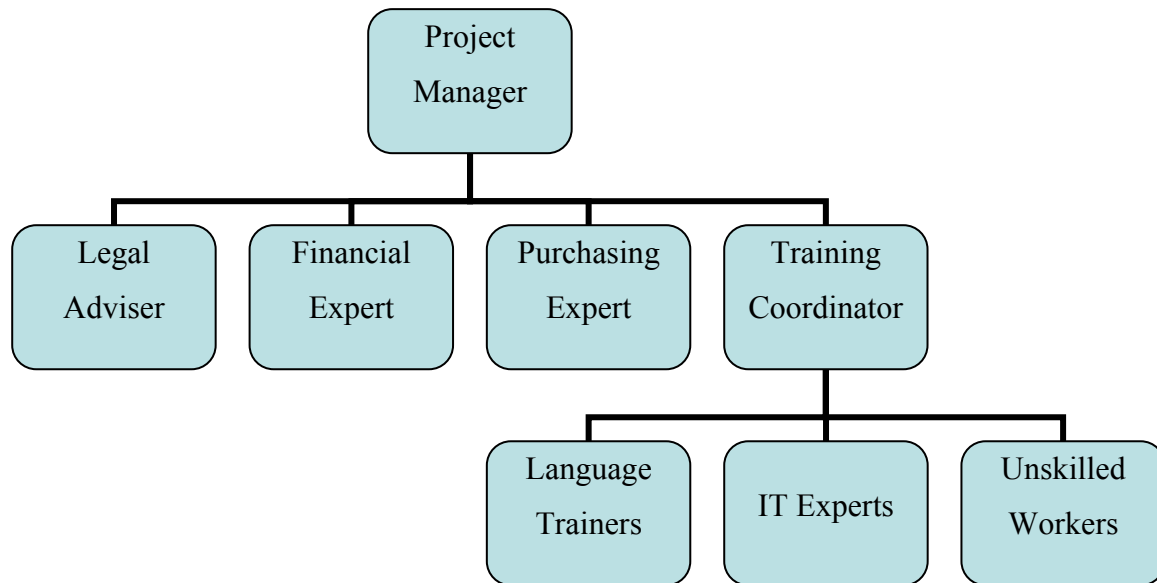 Project
Manager
Legal
Adviser
Financial
Expert
Purchasing
Expert
Training
Coordinator
Language
Trainers
IT Experts
Unskilled
Workers